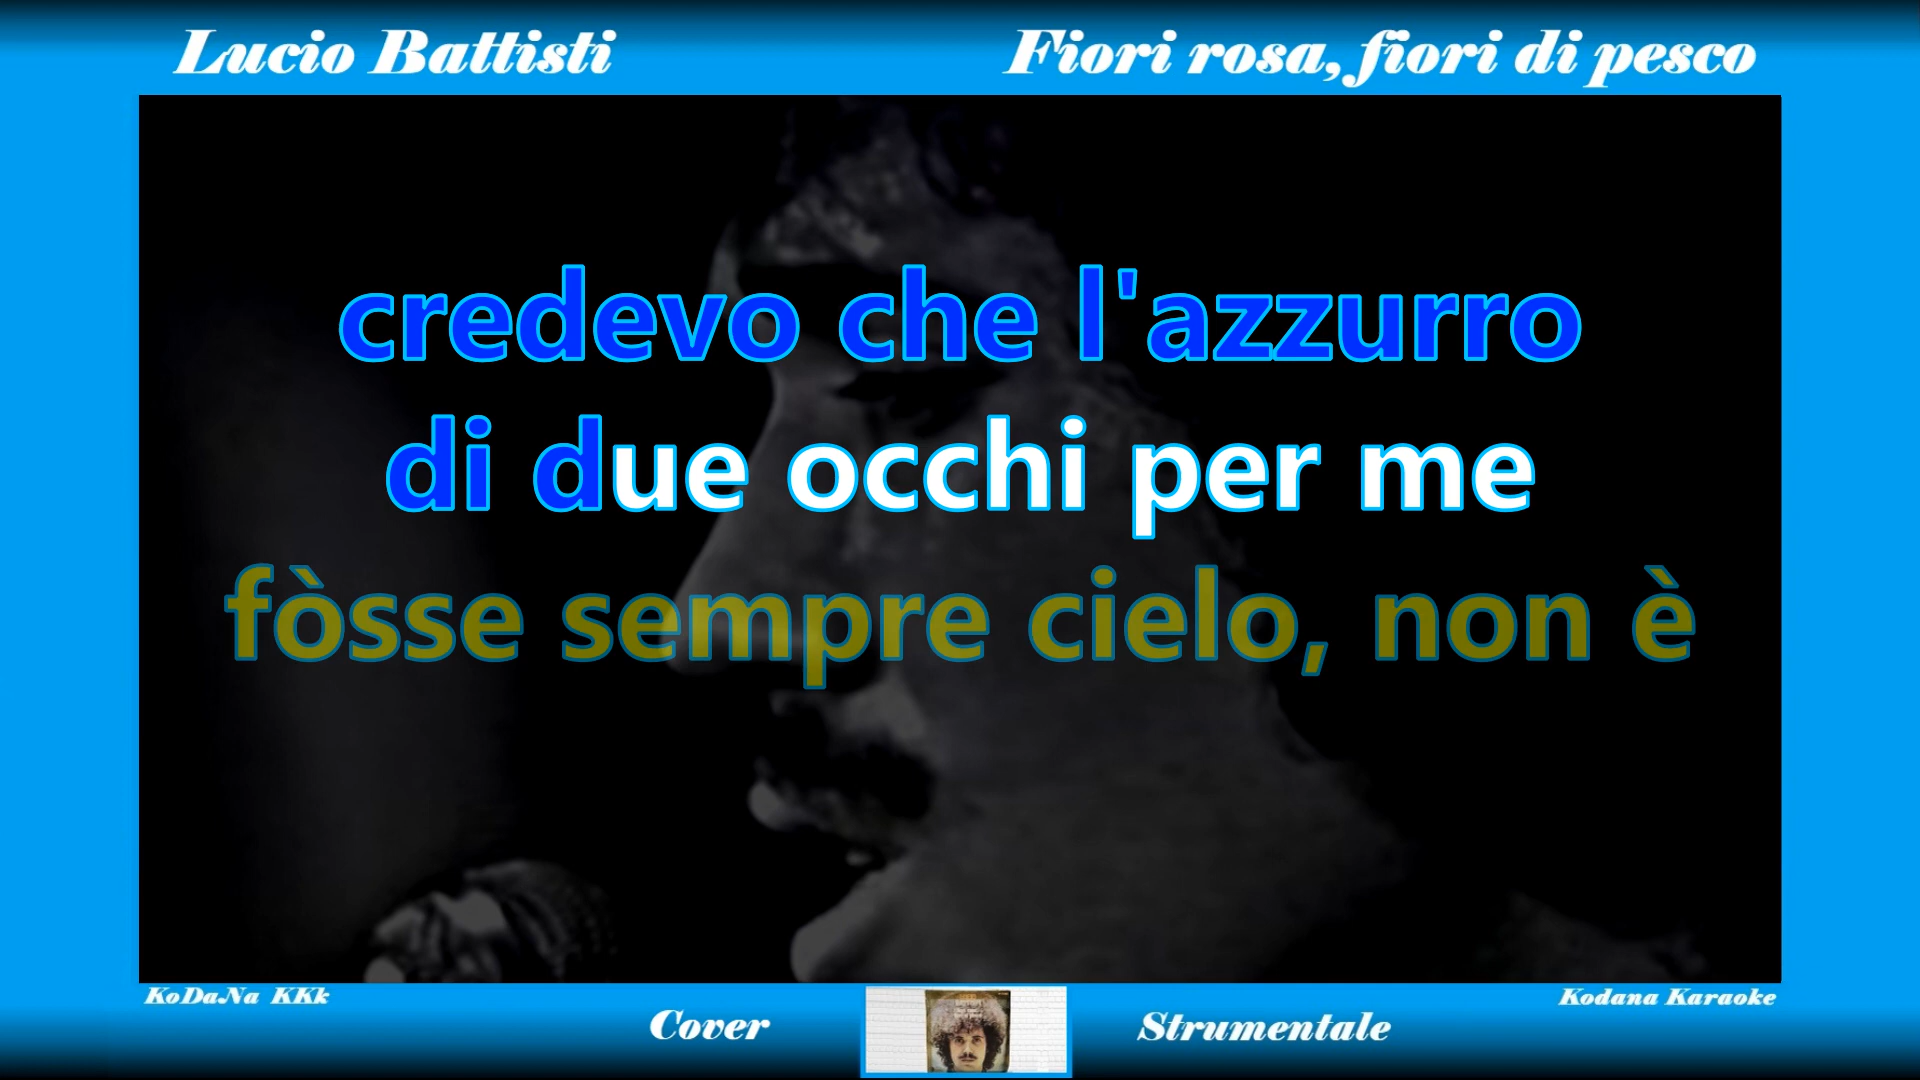 Lucio Battisti
Fiori rosa, fiori di pesco
credevo che l'azzurro
di due occhi per me
fòsse sempre cielo, non è
KoDaNa KKk
Kodana Karaoke
Cover
Strumentale